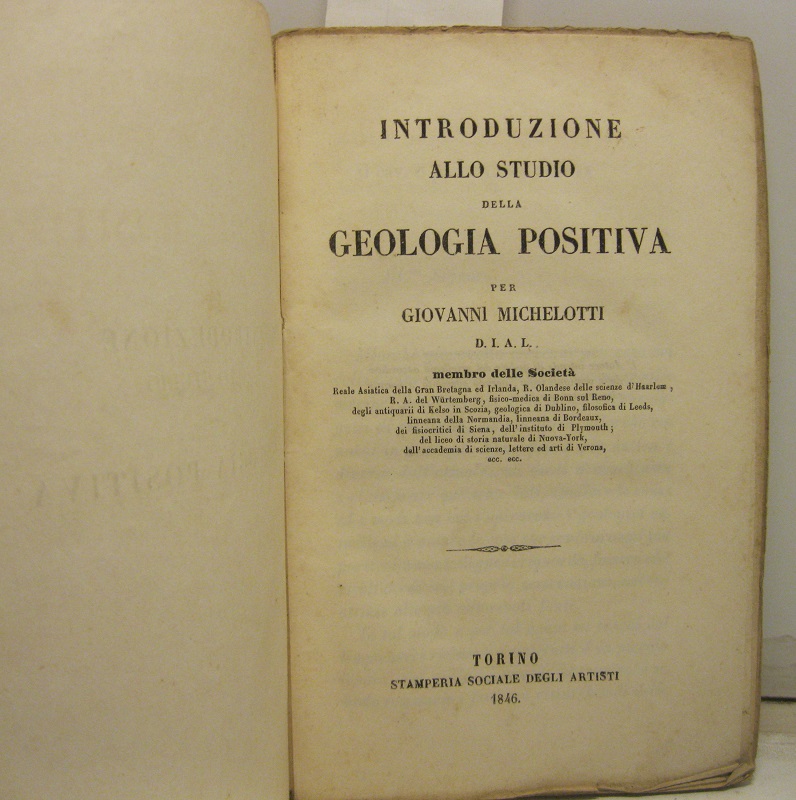 INTRODUZIONE
ALLO STUDIO
DELLA
GEOLOGIA POSITIVA
PER
GIOVANNI MICHELOTTI
D. I. A. L.
membro delle Società
Reale Asiatica della Gran Bretagna ed Irlanda, R. Olandese delle scienze d'Haarlem,
R. A. del Würtemberg, fisico-medica di Bonn sul Reno,
degli antiquarii di Kelso in Scozia, geologica di Dublino, filosofica di Leeds,
linneana della Normandia, linneana di Bordeaux,
dei fisiocritici di Siena, dell'instituto di Plymouth;
del liceo di storia naturale di Nuova-York,
dell'accademia di scienze, lettere ed arti di Verona,
ecc. ecc.
TORINO
STAMPERIA SOCIALE DEGLI ARTISTI
1846.